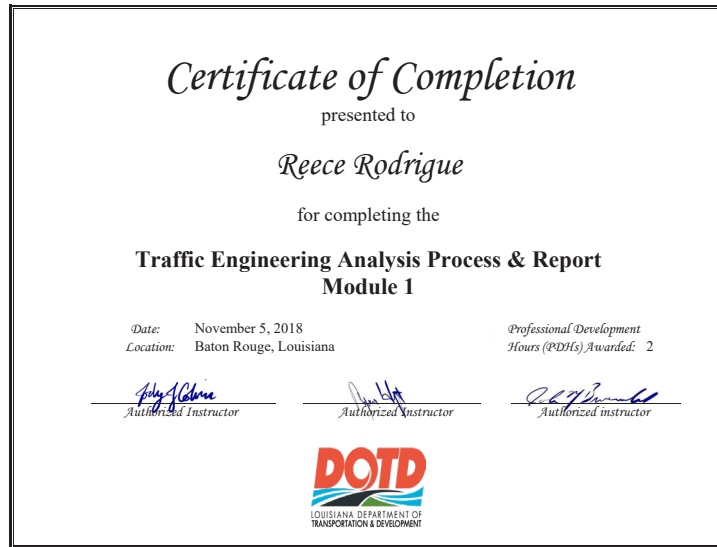 Certificate of Completion
presented to
Reece Rodrigue
for completing the
Traffic Engineering Analysis Process & Report
Module 1
Date: November 5, 2018
Location: Baton Rouge, Louisiana
Professional Development
Hours (PDHs) Awarded: 2
Authorized Instructor
Authorized Instructor
Authorized instructor
DOTD
LOUISIANA DEPARTMENT OF
TRANSPORTATION & DEVELOPMENT